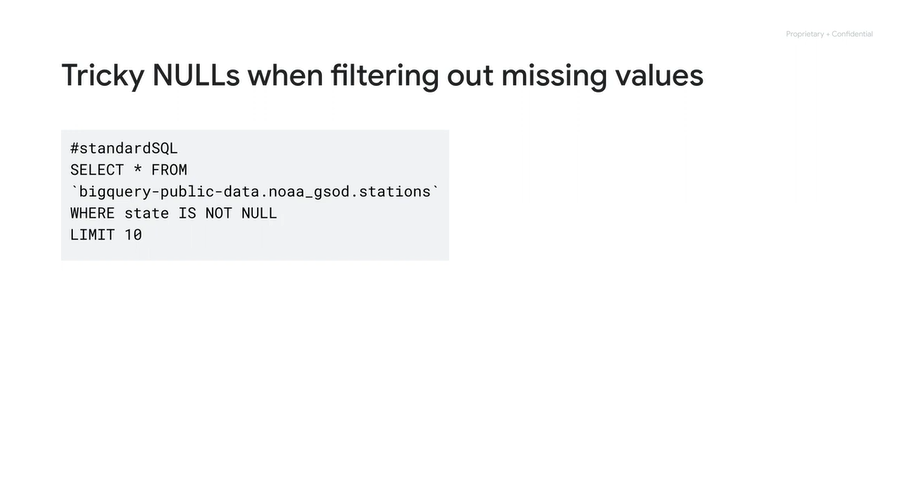 Proprietary + Confidential
Tricky NULLs when filtering out missing values
#standardSQL
SELECT * FROM
`bigquery-public-data.noaa_gsod.stations`
WHERE state IS NOT NULL
LIMIT 10